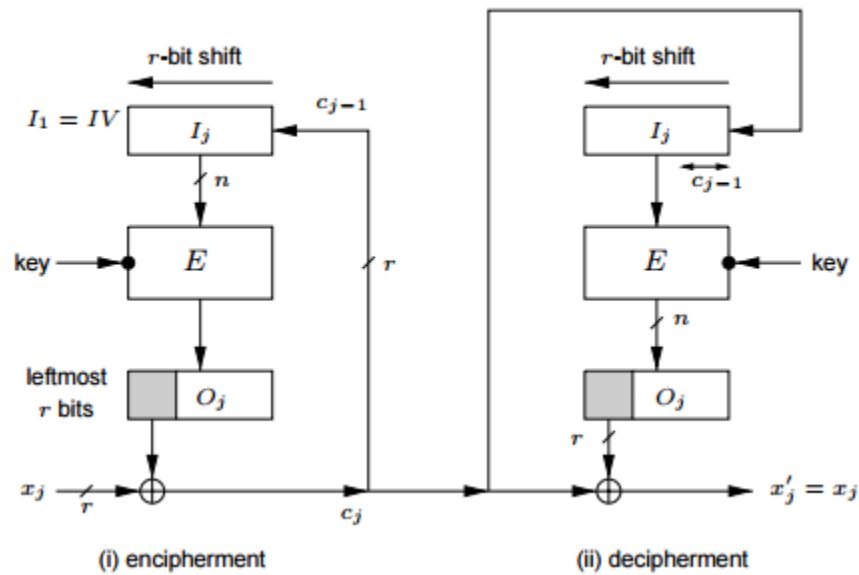 r-bit shift
I₁ = IV
Iⱼ
cⱼ₋₁
n
key
E
r
leftmost
r bits
Oⱼ
xⱼ
r
cⱼ
(i) encipherment
r-bit shift
Iⱼ
cⱼ₋₁
E
key
n
Oⱼ
r
x′ⱼ = xⱼ
(ii) decipherment